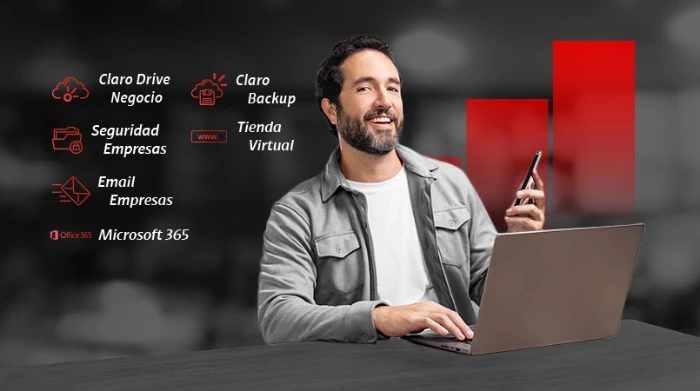 Claro Drive
Negocio
Claro
Backup
Seguridad
Empresas
www.
Tienda
Virtual
Email
Empresas
Office 365
Microsoft 365